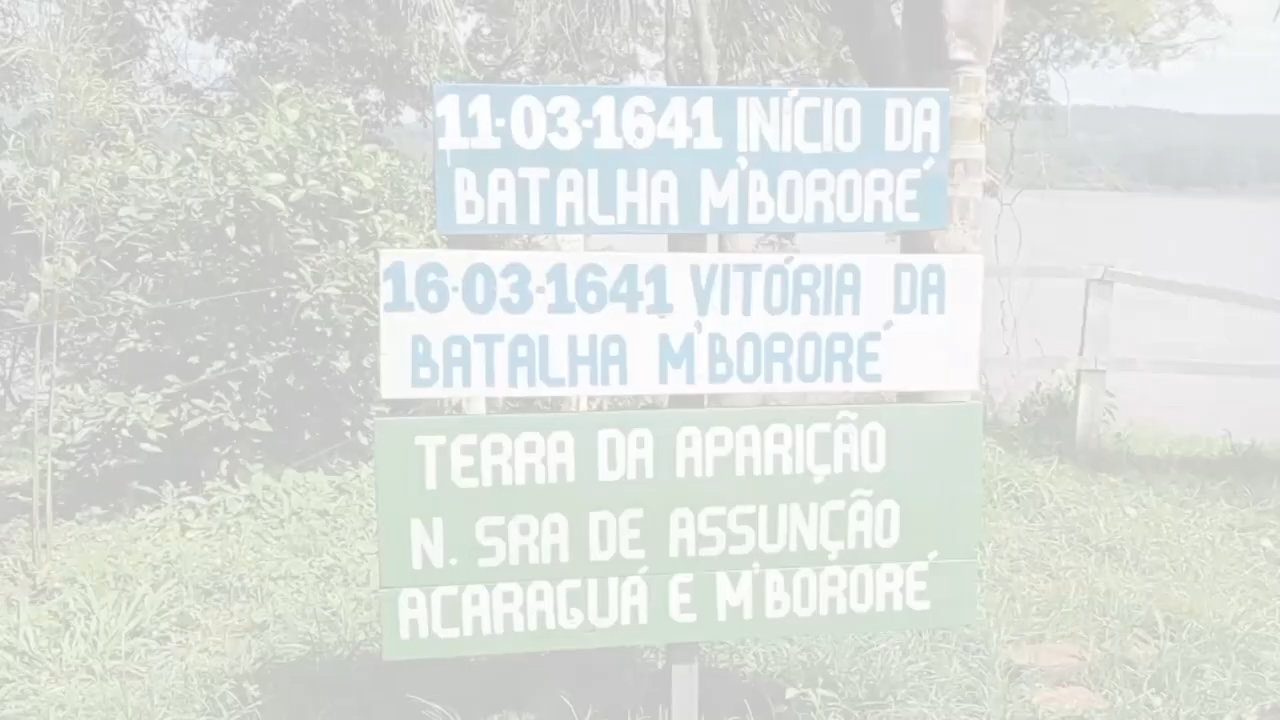 11·03·1641 INÍCIO DA
BATALHA M'BORORÉ
16·03·1641 VITÓRIA DA
BATALHA M'BORORÉ
TERRA DA APARIÇÃO
N. SRA DE ASSUNÇÃO
ACARAGUÁ E M'BORORÉ